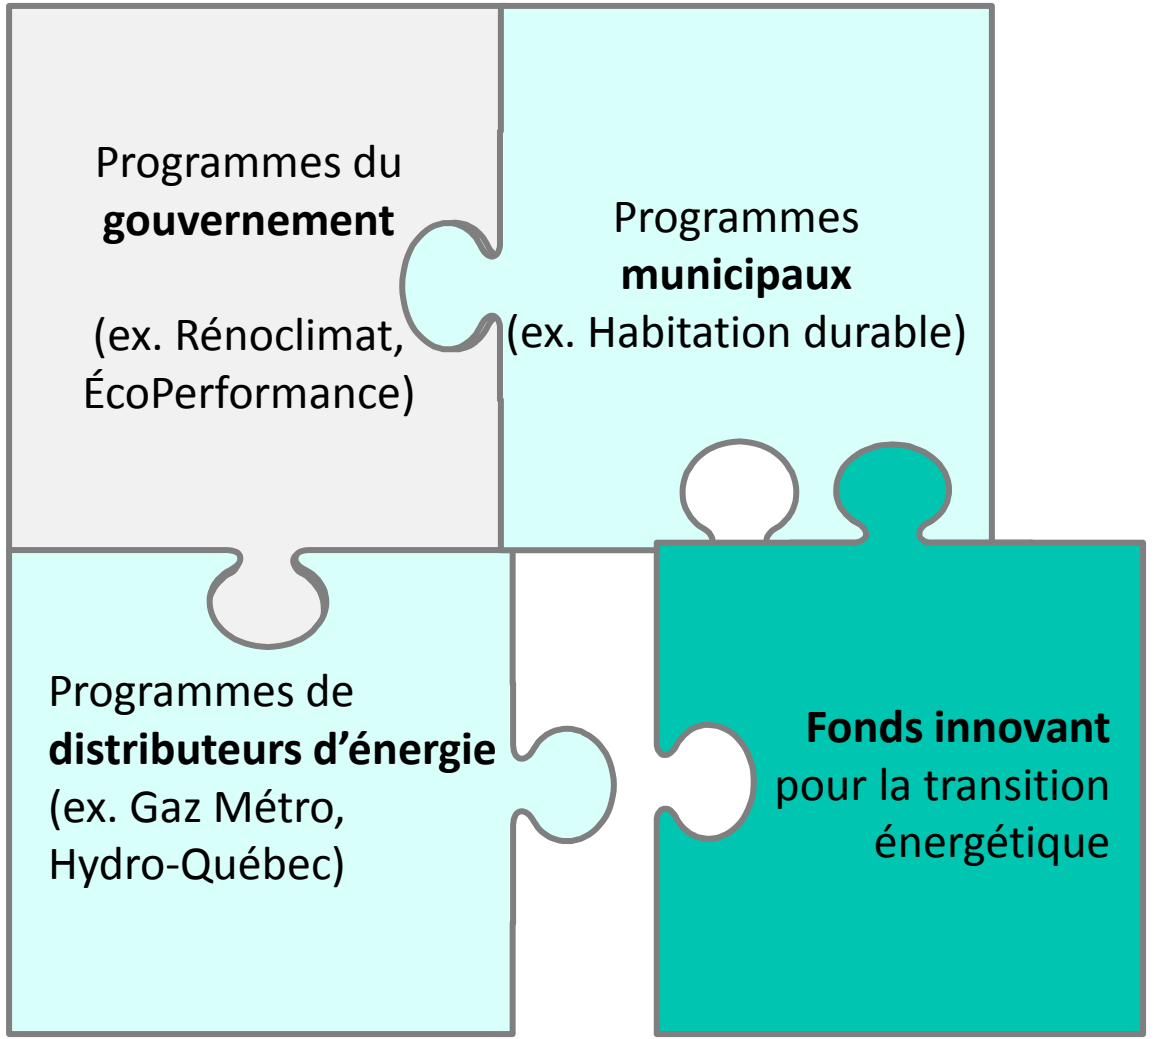 Programmes du
gouvernement
(ex. Rénoclimat,
ÉcoPerformance)
Programmes
municipaux
(ex. Habitation durable)
Programmes de
distributeurs d’énergie
(ex. Gaz Métro,
Hydro-Québec)
Fonds innovant
pour la transition
énergétique